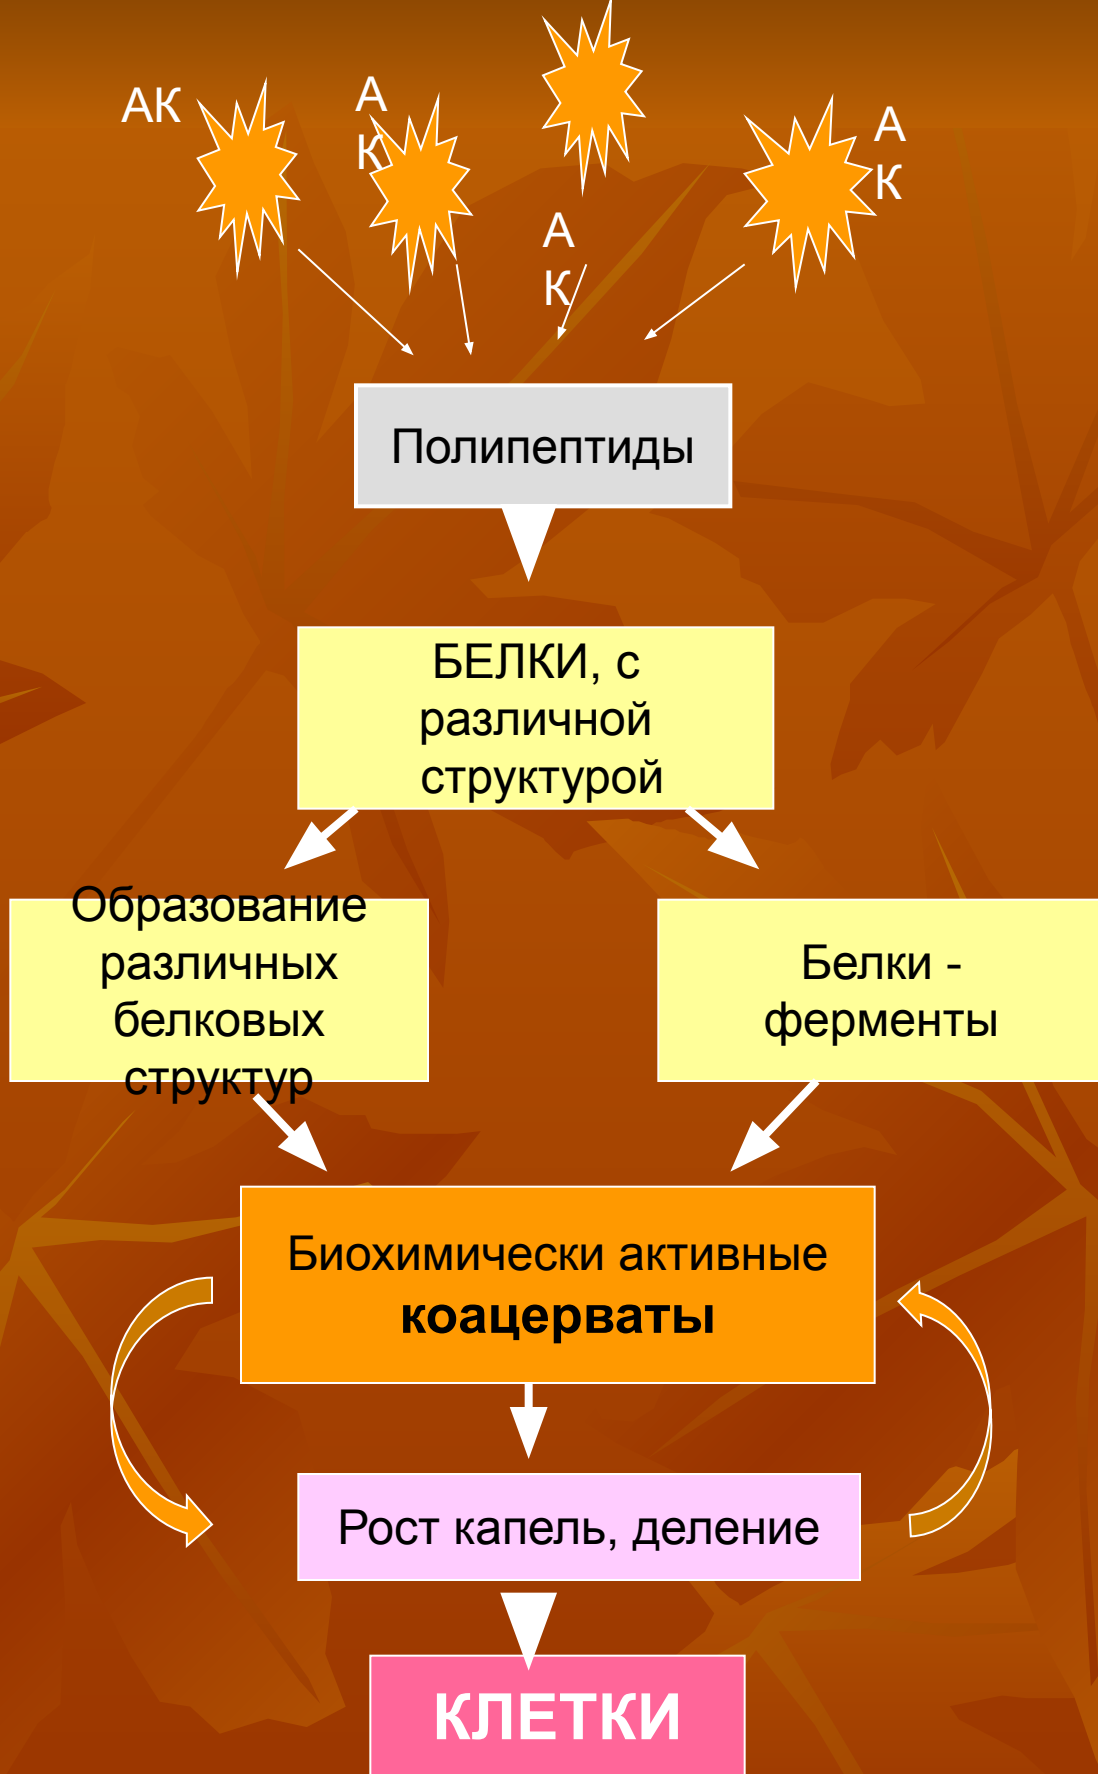 АК
А
К
А
К
А
К
Полипептиды
БЕЛКИ, с
различной
структурой
Образование
различных
белковых
структур
Белки -
ферменты
Биохимически активные
коацерваты
Рост капель, деление
КЛЕТКИ